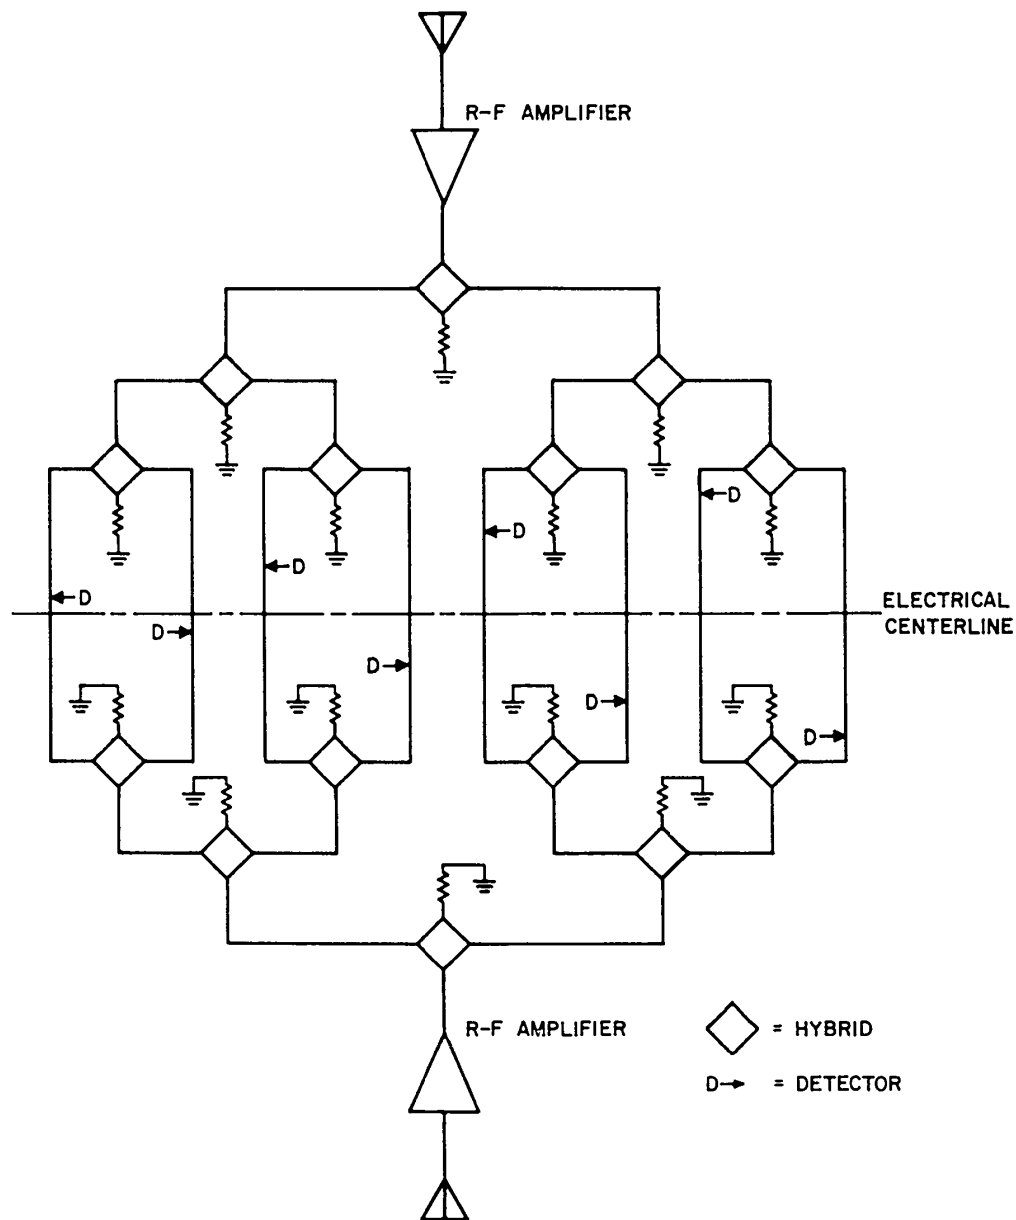 R-F AMPLIFIER
D
D
D
D
D
ELECTRICAL
CENTERLINE
D
D
D
R-F AMPLIFIER
= HYBRID
D = DETECTOR